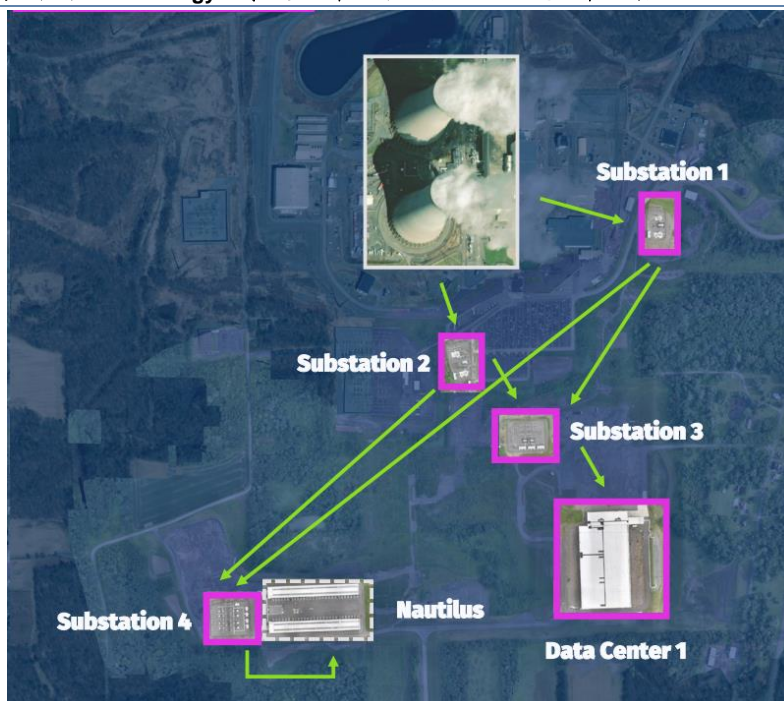 Substation 1
Substation 2
Substation 3
Substation 4
Nautilus
Data Center 1